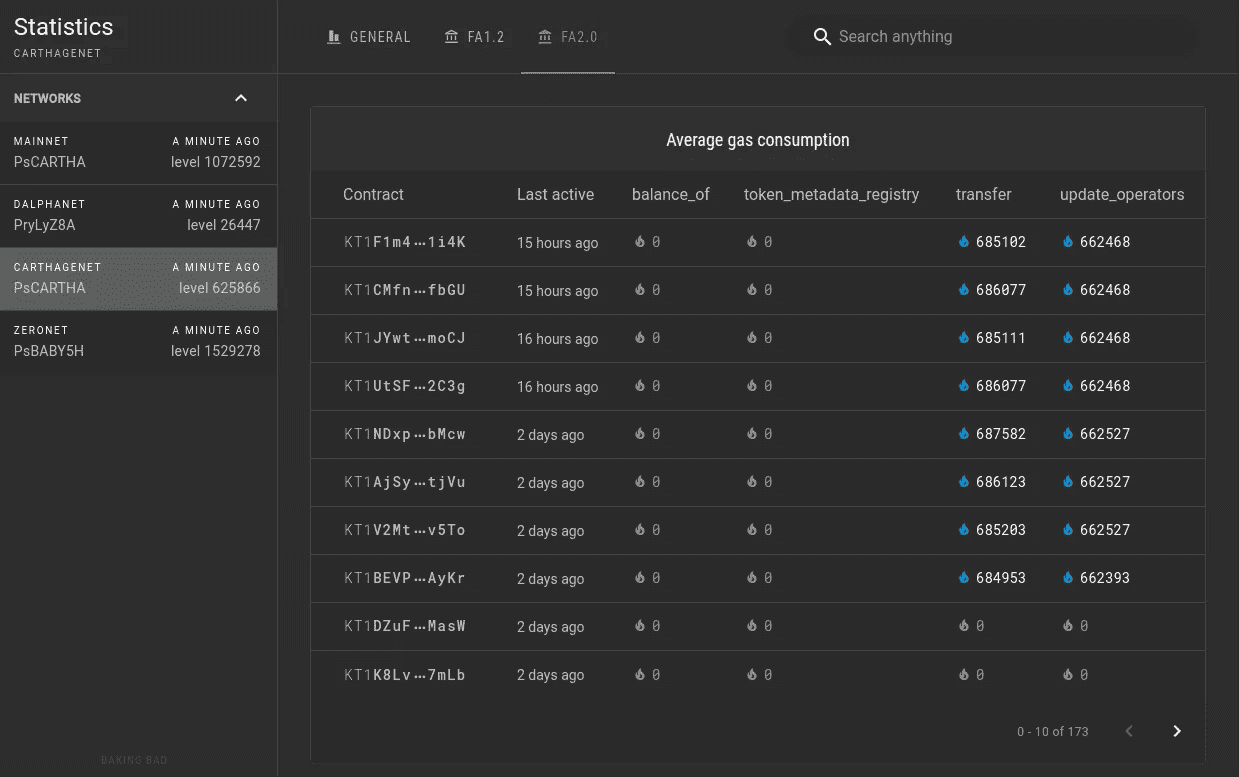 Statistics
CARTHAGENET
GENERAL FA1.2 FA2.0
Search anything
NETWORKS
MAINNET A MINUTE AGO
PsCARTHA level 1072592
DALPHANET A MINUTE AGO
PryLyZ8A level 26447
CARTHAGENET A MINUTE AGO
PsCARTHA level 625866
ZERONET A MINUTE AGO
PsBABY5H level 1529278
BAKING BAD
Average gas consumption
Contract Last active balance_of token_metadata_registry transfer update_operators
KT1F1m4···1i4K 15 hours ago 0 0 685102 662468
KT1CMfn···fbGU 15 hours ago 0 0 686077 662468
KT1JYwt···moCJ 16 hours ago 0 0 685111 662468
KT1UtSF···2C3g 16 hours ago 0 0 686077 662468
KT1NDxp···bMcw 2 days ago 0 0 687582 662527
KT1AjSy···tjVu 2 days ago 0 0 686123 662527
KT1V2Mt···v5To 2 days ago 0 0 685203 662527
KT1BEVP···AyKr 2 days ago 0 0 684953 662393
KT1DZuF···MasW 2 days ago 0 0 0 0
KT1K8Lv···7mLb 2 days ago 0 0 0 0
0 - 10 of 173